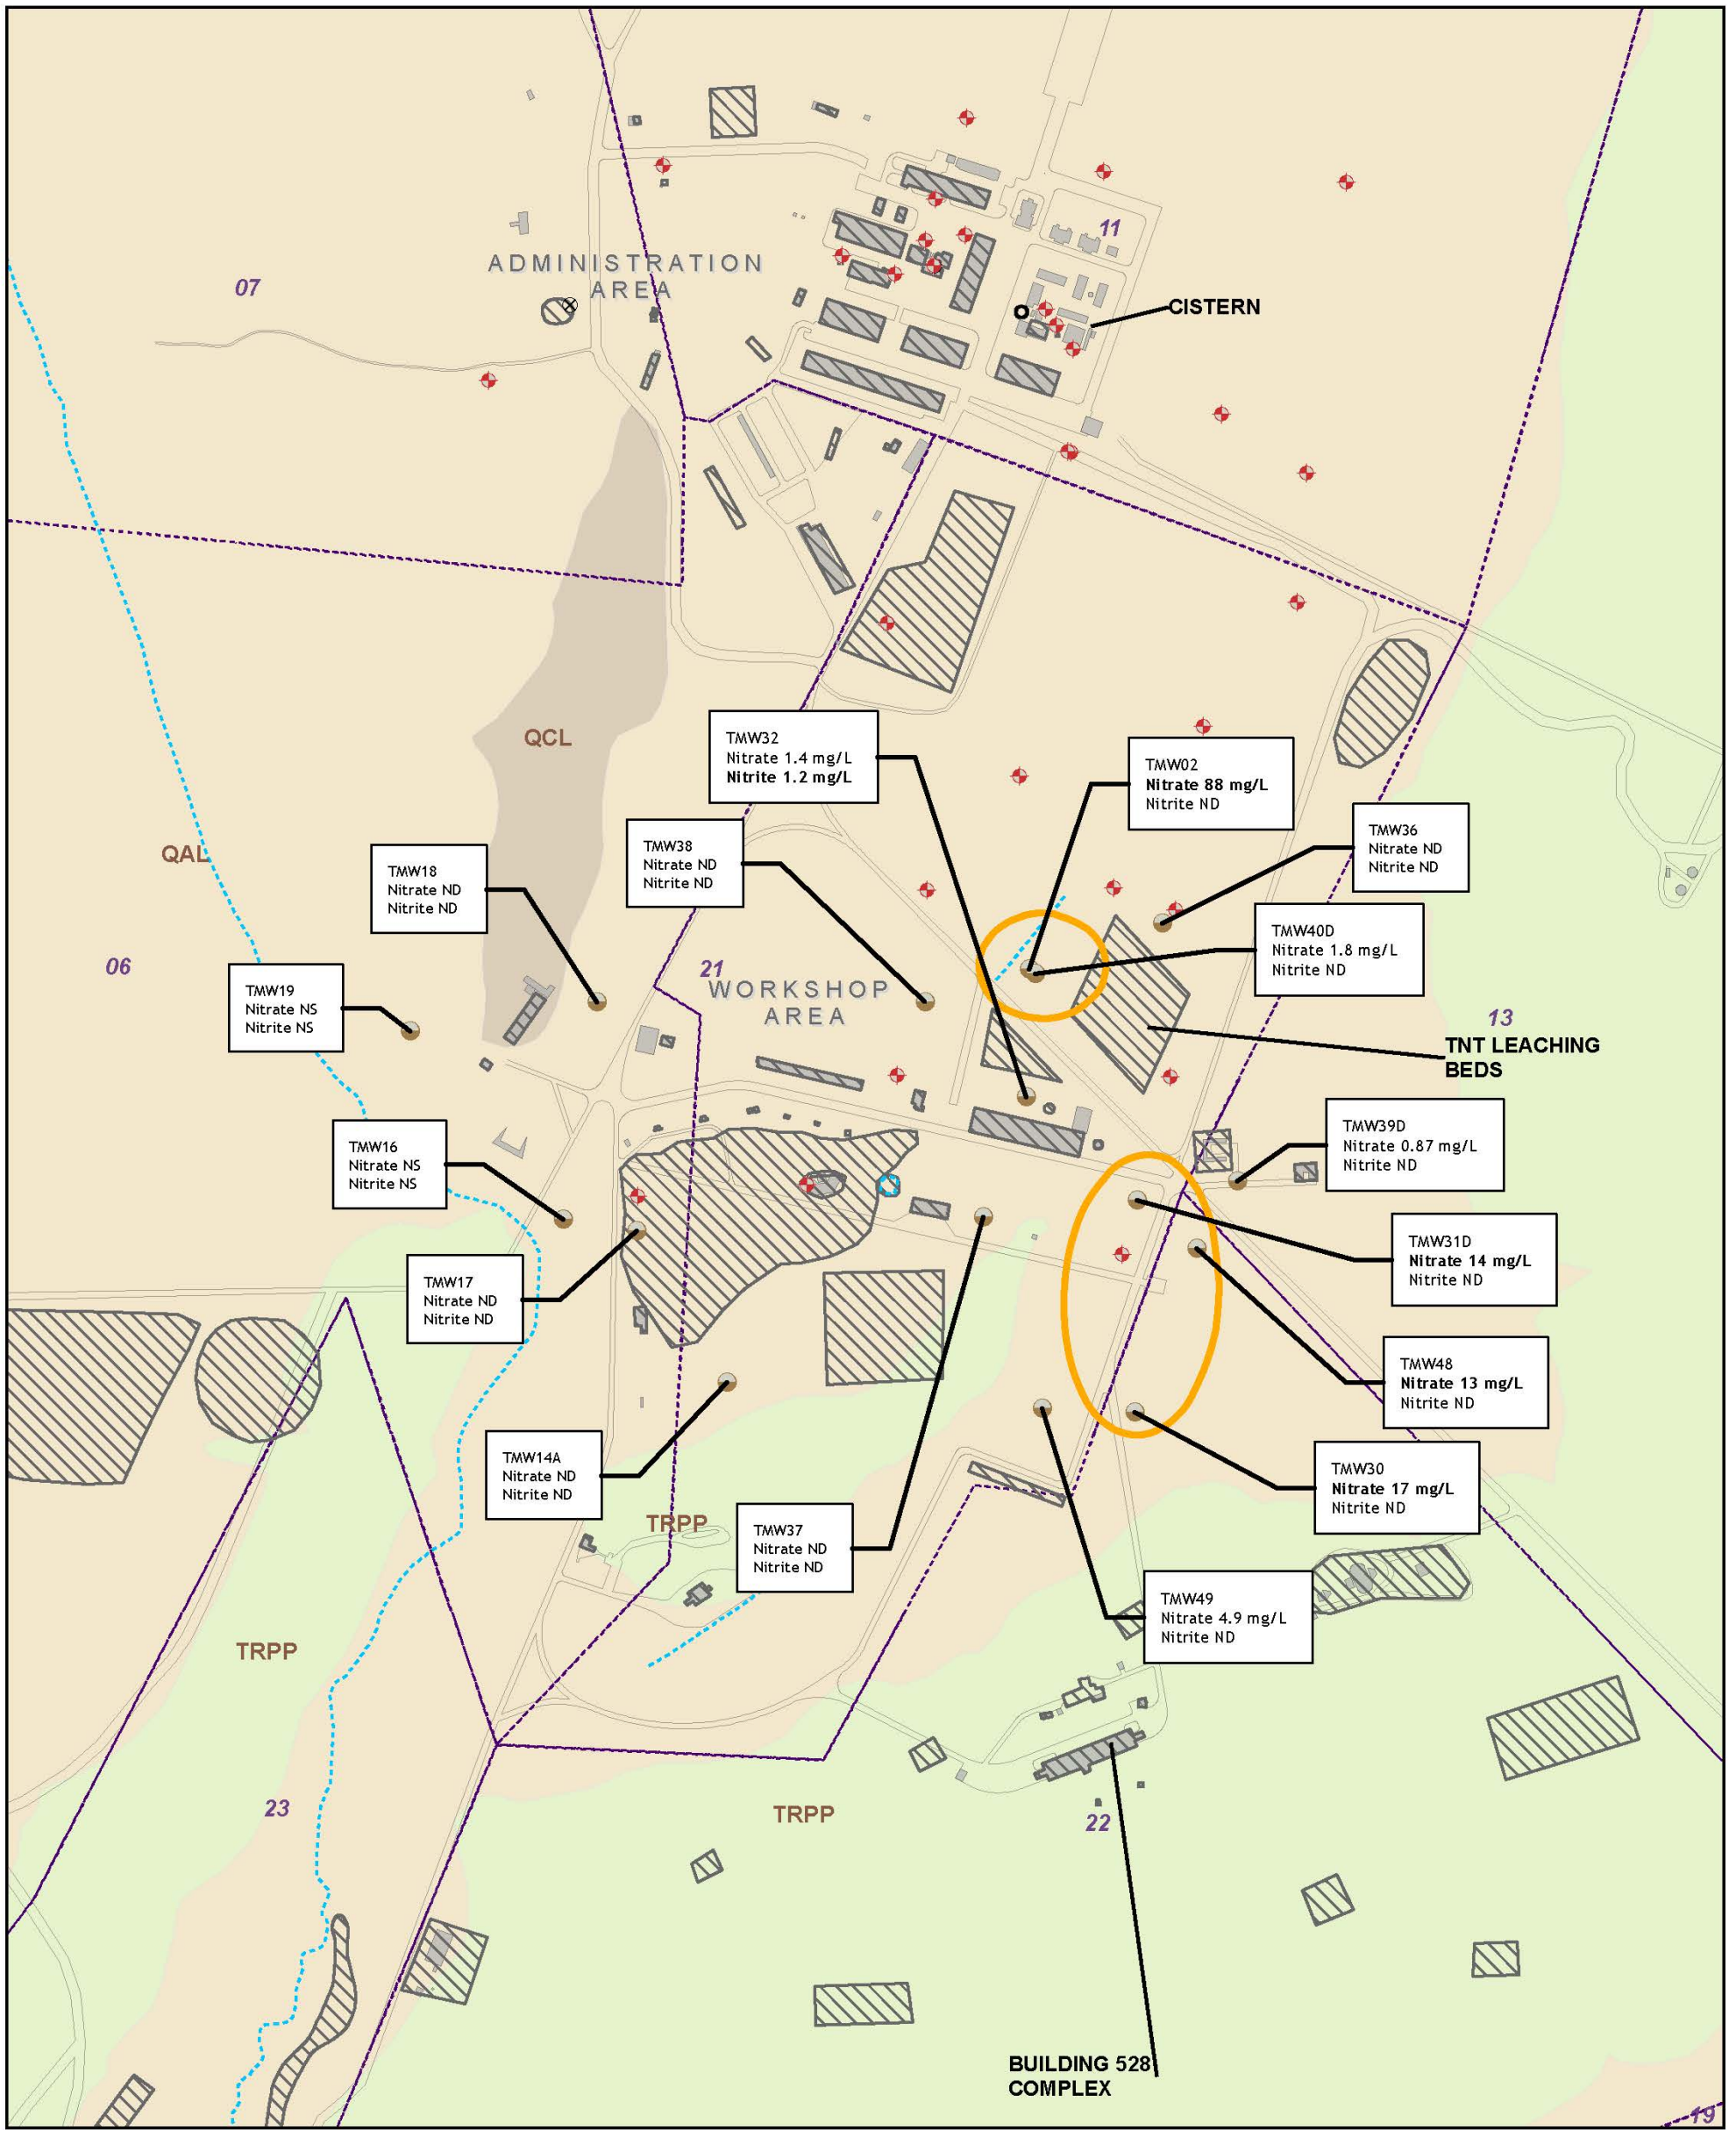 11
ADMINISTRATION
AREA
07
CISTERN
QCL
TMW32
Nitrate 1.4 mg/L
Nitrite 1.2 mg/L
TMW02
Nitrate 88 mg/L
Nitrite ND
TMW36
Nitrate ND
Nitrite ND
TMW38
Nitrate ND
Nitrite ND
QAL
TMW18
Nitrate ND
Nitrite ND
TMW40D
Nitrate 1.8 mg/L
Nitrite ND
06
21
WORKSHOP
AREA
TMW19
Nitrate NS
Nitrite NS
13
TNT LEACHING
BEDS
TMW39D
Nitrate 0.87 mg/L
Nitrite ND
TMW16
Nitrate NS
Nitrite NS
TMW31D
Nitrate 14 mg/L
Nitrite ND
TMW17
Nitrate ND
Nitrite ND
TMW48
Nitrate 13 mg/L
Nitrite ND
TMW14A
Nitrate ND
Nitrite ND
TMW30
Nitrate 17 mg/L
Nitrite ND
TRPP
TMW37
Nitrate ND
Nitrite ND
TMW49
Nitrate 4.9 mg/L
Nitrite ND
TRPP
23
TRPP
22
BUILDING 528
COMPLEX
19